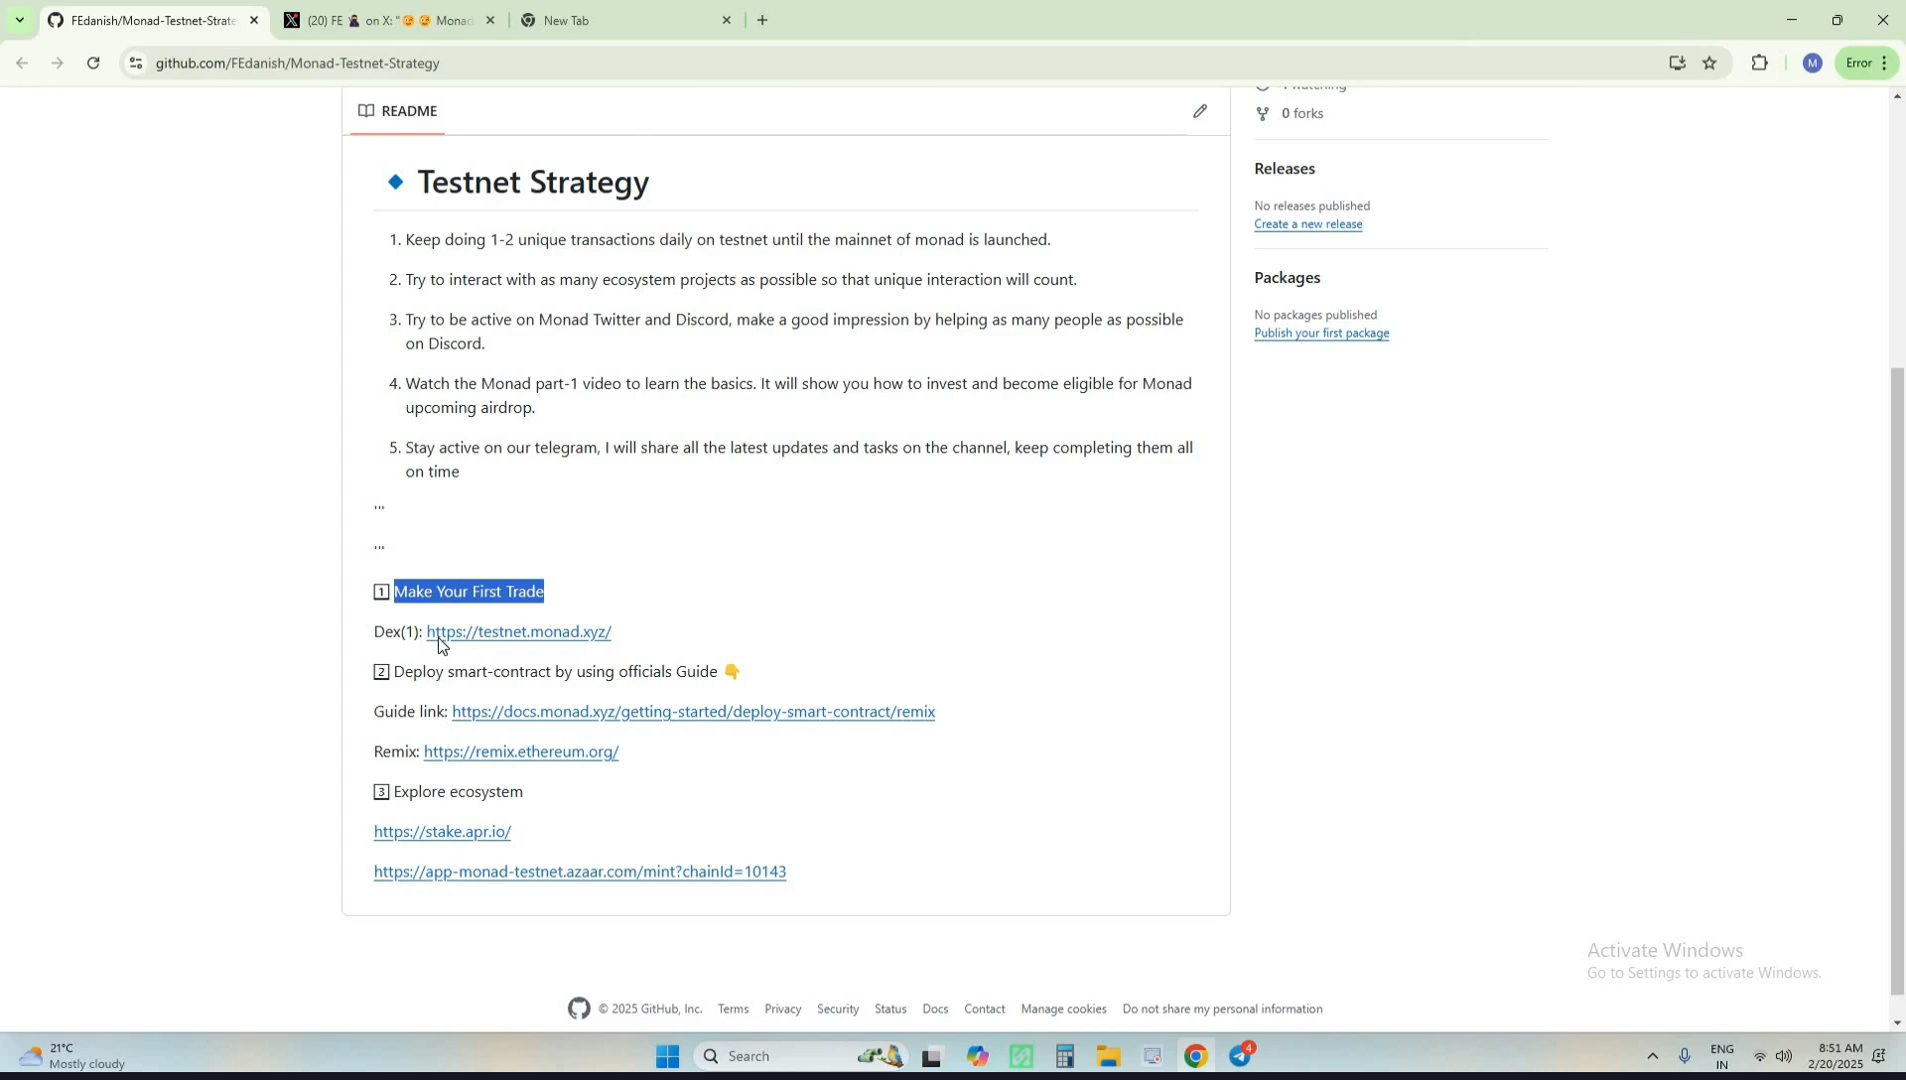 FEdanish/Monad-Testnet-Strate
(20) FE on X: " Monad
New Tab
github.com/FEdanish/Monad-Testnet-Strategy
M
Error
README
1 watching
0 forks
Releases
No releases published
Create a new release
Packages
No packages published
Publish your first package
Testnet Strategy
1. Keep doing 1-2 unique transactions daily on testnet until the mainnet of monad is launched.
2. Try to interact with as many ecosystem projects as possible so that unique interaction will count.
3. Try to be active on Monad Twitter and Discord, make a good impression by helping as many people as possible
on Discord.
4. Watch the Monad part-1 video to learn the basics. It will show you how to invest and become eligible for Monad
upcoming airdrop.
5. Stay active on our telegram, I will share all the latest updates and tasks on the channel, keep completing them all
on time
...
...
1 Make Your First Trade
Dex(1): https://testnet.monad.xyz/
2 Deploy smart-contract by using officials Guide 👇
Guide link: https://docs.monad.xyz/getting-started/deploy-smart-contract/remix
Remix: https://remix.ethereum.org/
3 Explore ecosystem
https://stake.apr.io/
https://app-monad-testnet.azaar.com/mint?chainId=10143
Activate Windows
Go to Settings to activate Windows.
© 2025 GitHub, Inc. Terms Privacy Security Status Docs Contact Manage cookies Do not share my personal information
21°C
Mostly cloudy
Search
4
ENG
IN
8:51 AM
2/20/2025